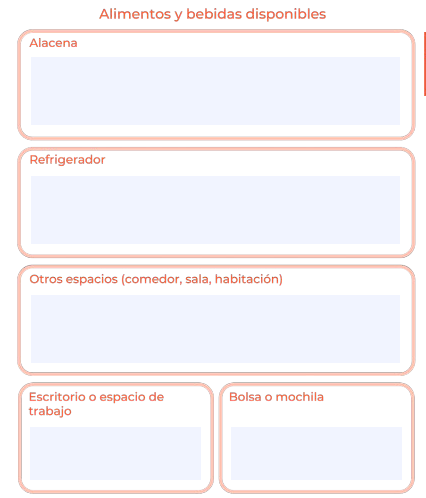 Alimentos y bebidas disponibles
Alacena
Refrigerador
Otros espacios (comedor, sala, habitación)
Escritorio o espacio de
trabajo
Bolsa o mochila